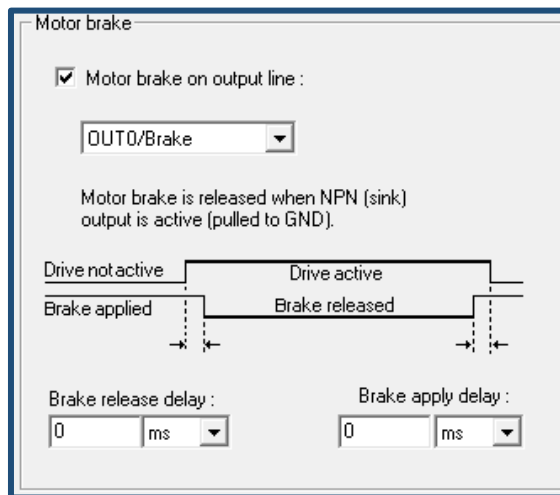 Motor brake
Motor brake on output line :
OUT0/Brake
Motor brake is released when NPN (sink)
output is active (pulled to GND).
Drive not active Drive active
Brake applied Brake released
Brake release delay : Brake apply delay :
0 ms 0 ms